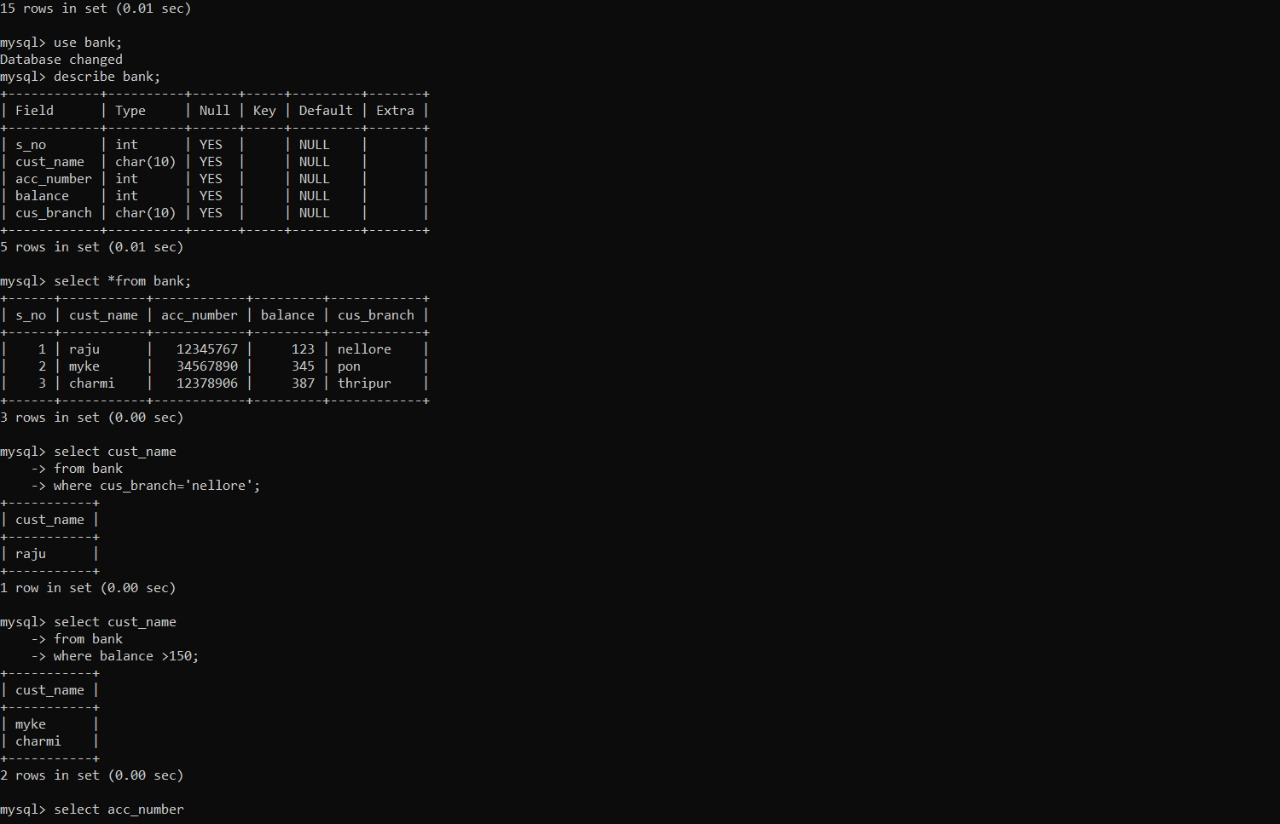 15 rows in set (0.01 sec)
mysql> use bank;
Database changed
mysql> describe bank;
+------------+----------+------+-----+---------+-------+
| Field      | Type     | Null | Key | Default | Extra |
+------------+----------+------+-----+---------+-------+
| s_no       | int      | YES  |     | NULL    |       |
| cust_name  | char(10) | YES  |     | NULL    |       |
| acc_number | int      | YES  |     | NULL    |       |
| balance    | int      | YES  |     | NULL    |       |
| cus_branch | char(10) | YES  |     | NULL    |       |
+------------+----------+------+-----+---------+-------+
5 rows in set (0.01 sec)
mysql> select *from bank;
+------+-----------+------------+---------+------------+
| s_no | cust_name | acc_number | balance | cus_branch |
+------+-----------+------------+---------+------------+
|    1 | raju      |   12345767 |     123 | nellore    |
|    2 | myke      |   34567890 |     345 | pon        |
|    3 | charmi    |   12378906 |     387 | thripur    |
+------+-----------+------------+---------+------------+
3 rows in set (0.00 sec)
mysql> select cust_name
    -> from bank
    -> where cus_branch='nellore';
+-----------+
| cust_name |
+-----------+
| raju      |
+-----------+
1 row in set (0.00 sec)
mysql> select cust_name
    -> from bank
    -> where balance >150;
+-----------+
| cust_name |
+-----------+
| myke      |
| charmi    |
+-----------+
2 rows in set (0.00 sec)
mysql> select acc_number